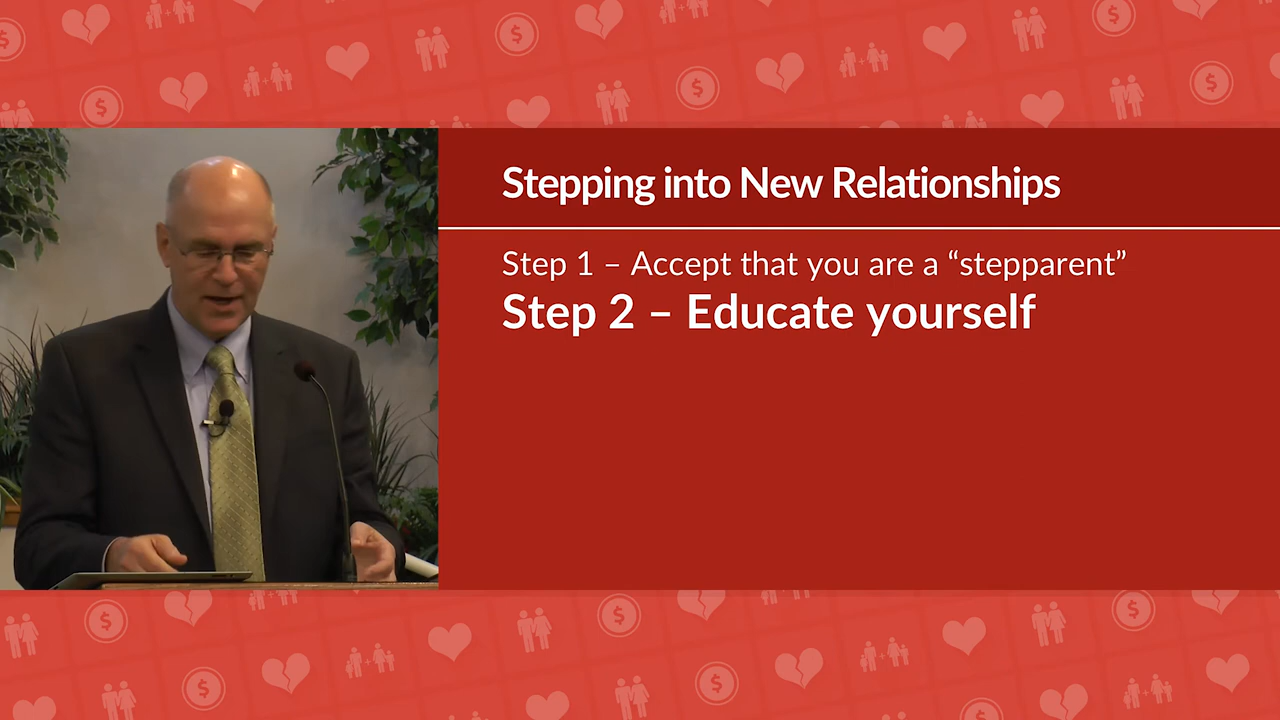 Stepping into New Relationships
Step 1 – Accept that you are a “stepparent”
Step 2 – Educate yourself